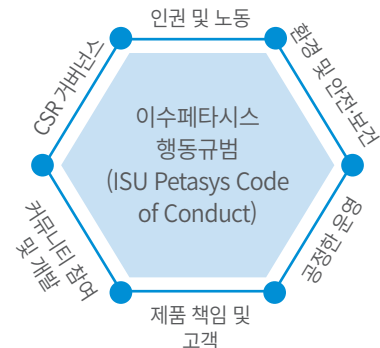 인권 및 노동
환경 및 안전·보건
CSR 거버넌스
이수페타시스
행동규범
(ISU Petasys Code
of Conduct)
커뮤니티 참여
및 개발
공정한 운영
제품 책임 및
고객